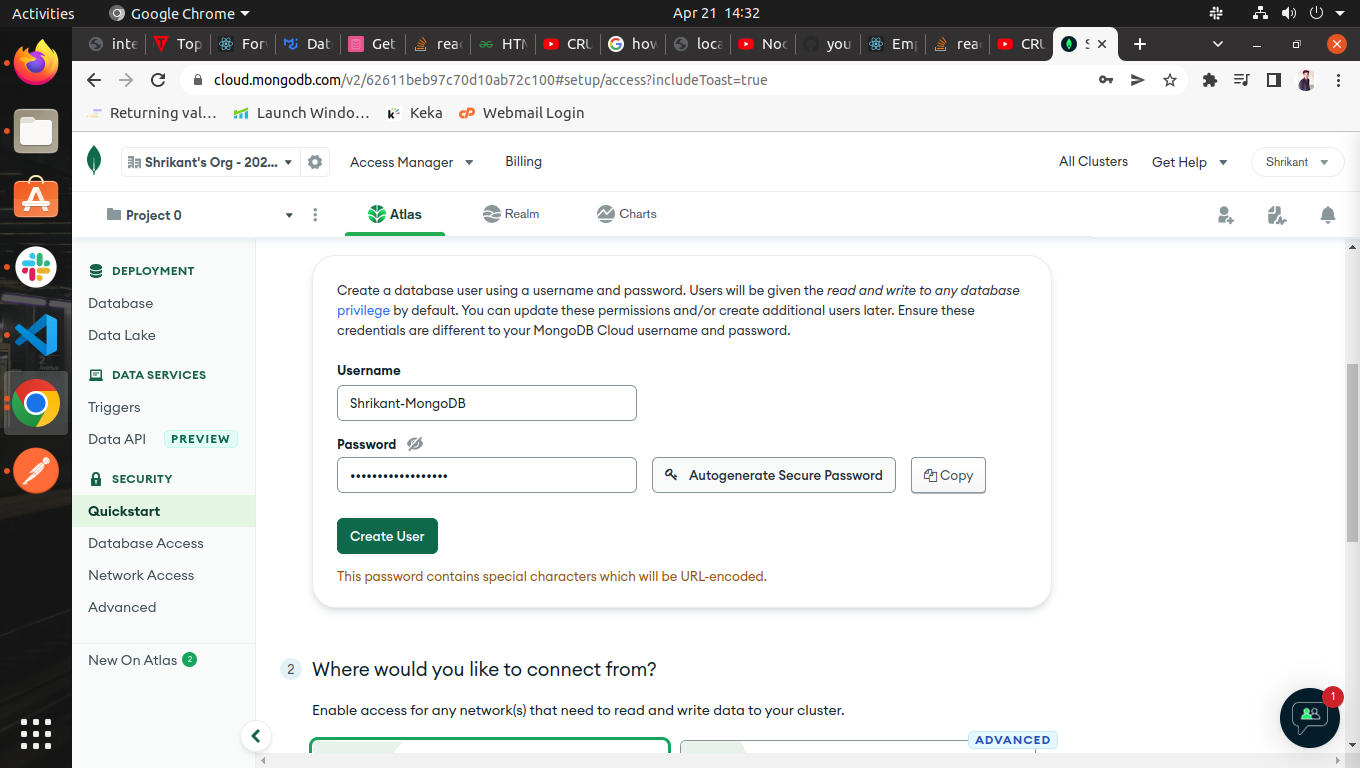 Activities
Google Chrome
Apr 21 14:32
inte
Top
For
Dat
Get
reac
HTN
CRU
how
loca
Noc
you
Emp
reac
CRU
S
cloud.mongodb.com/v2/62611beb97c70d10ab72c100#setup/access?includeToast=true
Returning val...
Launch Windo...
Keka
Webmail Login
Shrikant's Org - 202...
Access Manager
Billing
All Clusters
Get Help
Shrikant
Project 0
Atlas
Realm
Charts
DEPLOYMENT
Database
Data Lake
DATA SERVICES
Triggers
Data API PREVIEW
SECURITY
Quickstart
Database Access
Network Access
Advanced
New On Atlas 2
Create a database user using a username and password. Users will be given the read and write to any database
privilege by default. You can update these permissions and/or create additional users later. Ensure these
credentials are different to your MongoDB Cloud username and password.
Username
Shrikant-MongoDB
Password
••••••••••••••••••
Autogenerate Secure Password
Copy
Create User
This password contains special characters which will be URL-encoded.
2 Where would you like to connect from?
Enable access for any network(s) that need to read and write data to your cluster.
ADVANCED
1